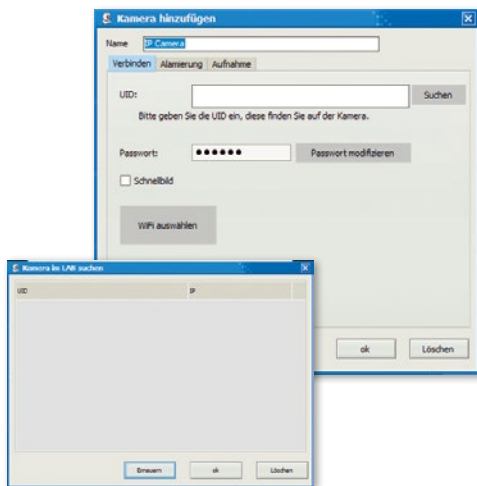 Kamera hinzufügen
Name IP Camera
Verbinden Alamierung Aufnahme
UID: Suchen
Bitte geben Sie die UID ein, diese finden Sie auf der Kamera.
Passwort: ●●●●●● Passwort modifizieren
Schnellbild
WiFi auswählen
ok Löschen
Kamera im LAN suchen
UID IP
Erneuern ok Löschen